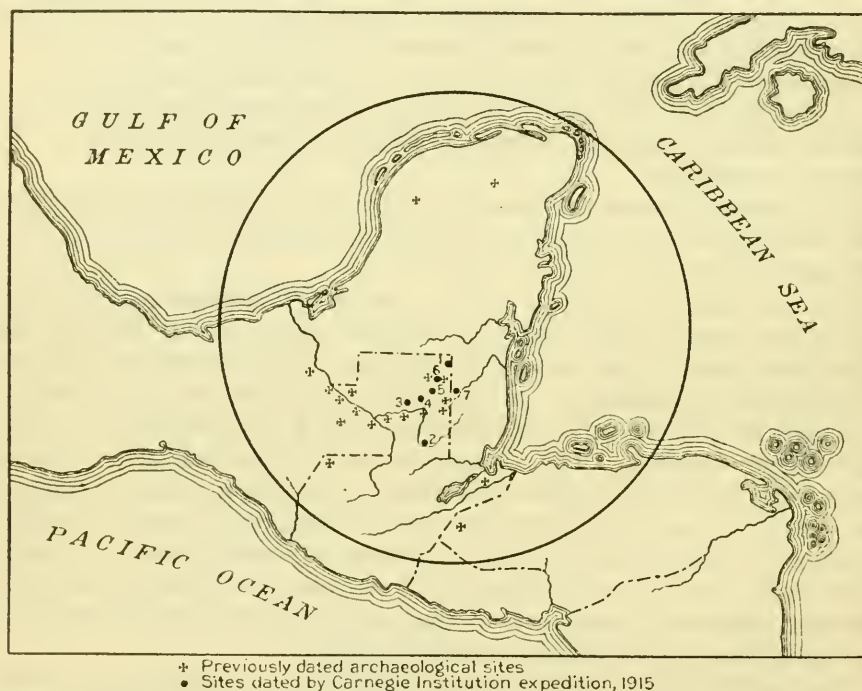 GULF OF
MEXICO
CARIBBEAN SEA
1
6
5
7
3
4
2
PACIFIC OCEAN
✢ Previously dated archaeological sites
● Sites dated by Carnegie Institution expedition, 1915